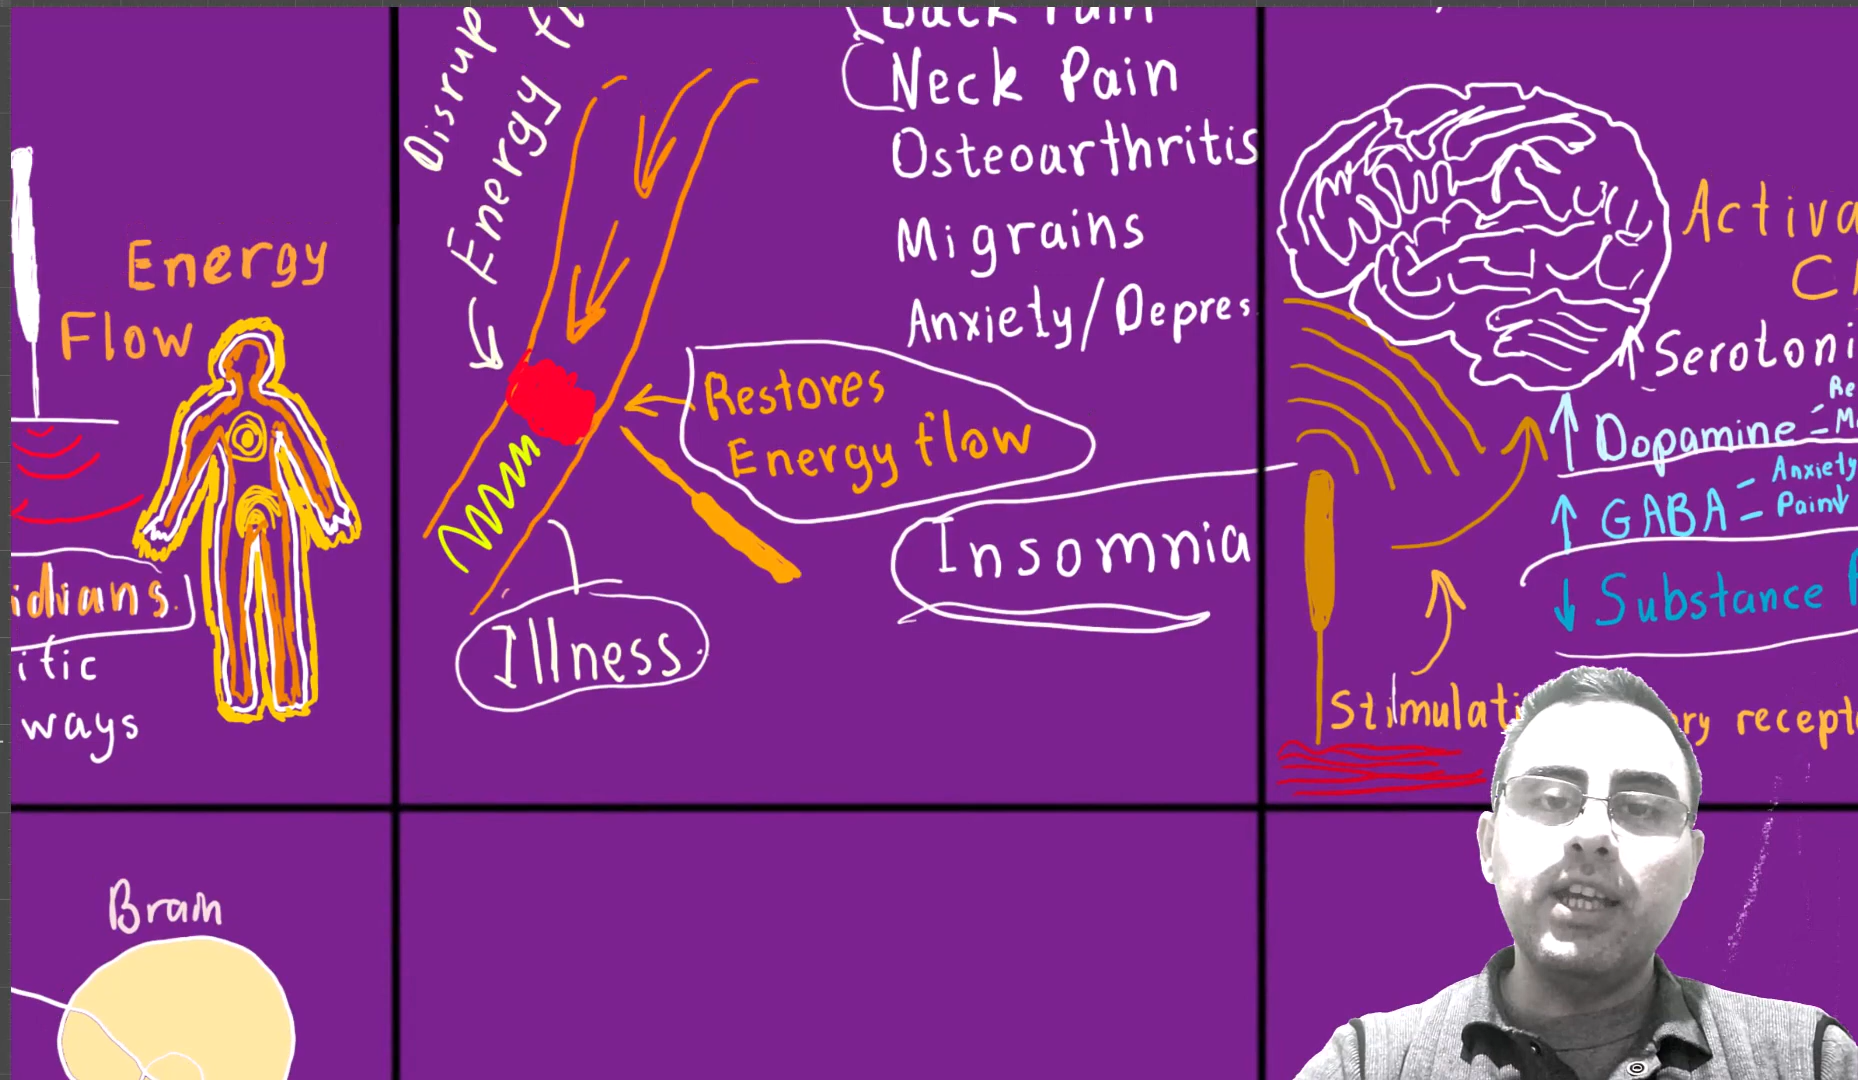 Energy
Flow
idians
itic
ways
Disrup
Energy
Neck Pain
Osteoarthritis
Migrains
Anxiety/Depres
Restores
Energy flow
Insomnia
Illness
Activa
↑ Serotoni
↑ Dopamine -
↑ GABA - Anxiety
- Pain↓
↓ Substance P
Stimulati ry recept
Brain